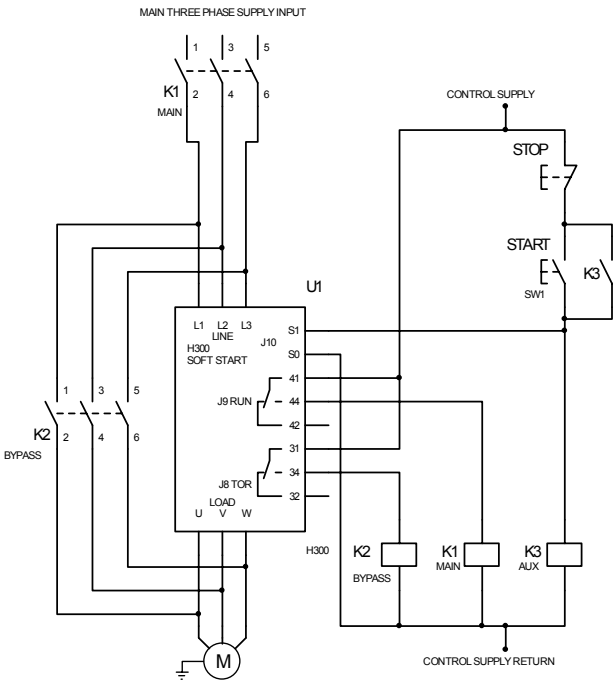 MAIN THREE PHASE SUPPLY INPUT
1 3 5
K1 2 4 6
MAIN
CONTROL SUPPLY
STOP
START
K3
SW1
U1
L1 L2 L3
LINE
J10
S1
H300
SOFT START
S0
41
J9 RUN
44
42
31
J8 TOR
34
32
LOAD
U V W
1 3 5
K2 2 4 6
BYPASS
H300
K2
BYPASS
K1
MAIN
K3
AUX
M
CONTROL SUPPLY RETURN